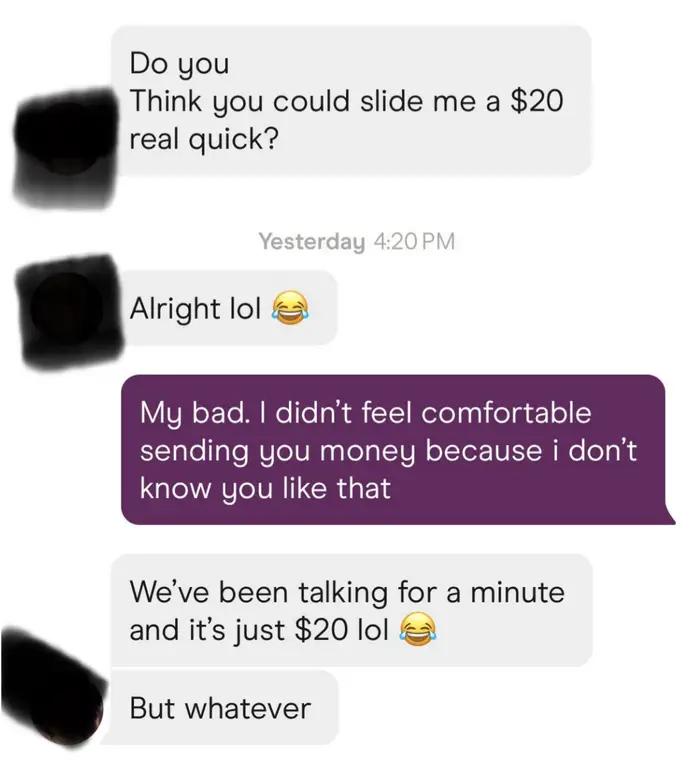 Do you
Think you could slide me a $20
real quick?
Yesterday 4:20 PM
Alright lol 😂
My bad. I didn't feel comfortable
sending you money because i don't
know you like that
We've been talking for a minute
and it's just $20 lol 😂
But whatever